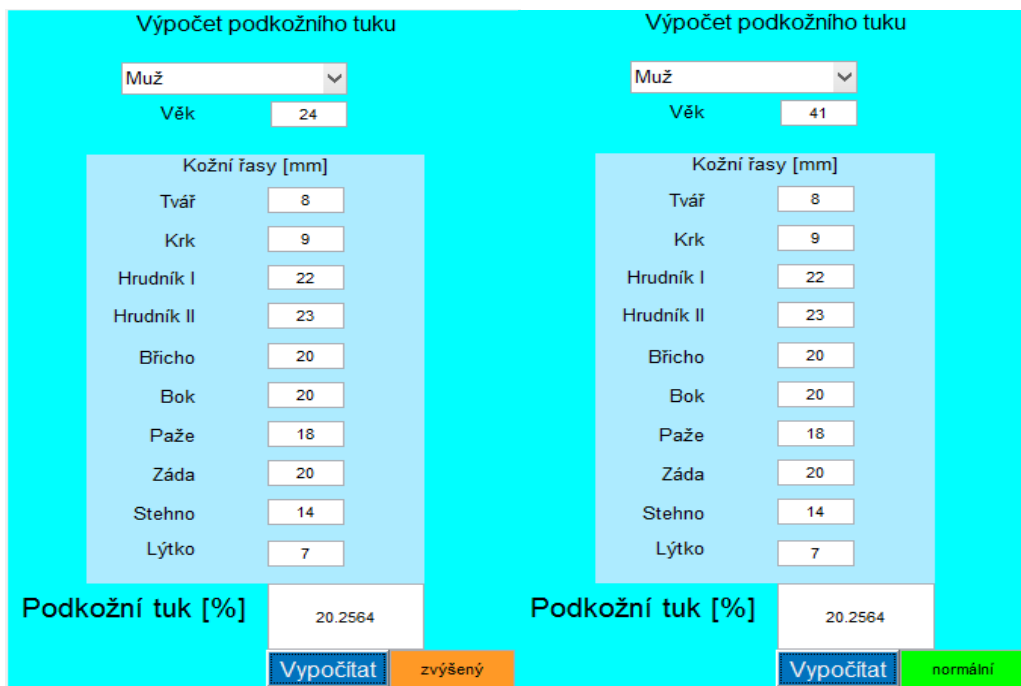 Výpočet podkožního tuku
Muž
Věk 24
Kožní řasy [mm]
Tvář 8
Krk 9
Hrudník I 22
Hrudník II 23
Břicho 20
Bok 20
Paže 18
Záda 20
Stehno 14
Lýtko 7
Podkožní tuk [%] 20.2564
Vypočítat zvýšený
Výpočet podkožního tuku
Muž
Věk 41
Kožní řasy [mm]
Tvář 8
Krk 9
Hrudník I 22
Hrudník II 23
Břicho 20
Bok 20
Paže 18
Záda 20
Stehno 14
Lýtko 7
Podkožní tuk [%] 20.2564
Vypočítat normální